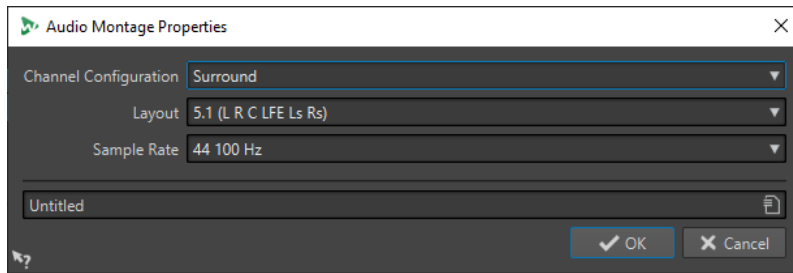 Audio Montage Properties
Channel Configuration Surround
Layout 5.1 (L R C LFE Ls Rs)
Sample Rate 44 100 Hz
Untitled
OK Cancel
?